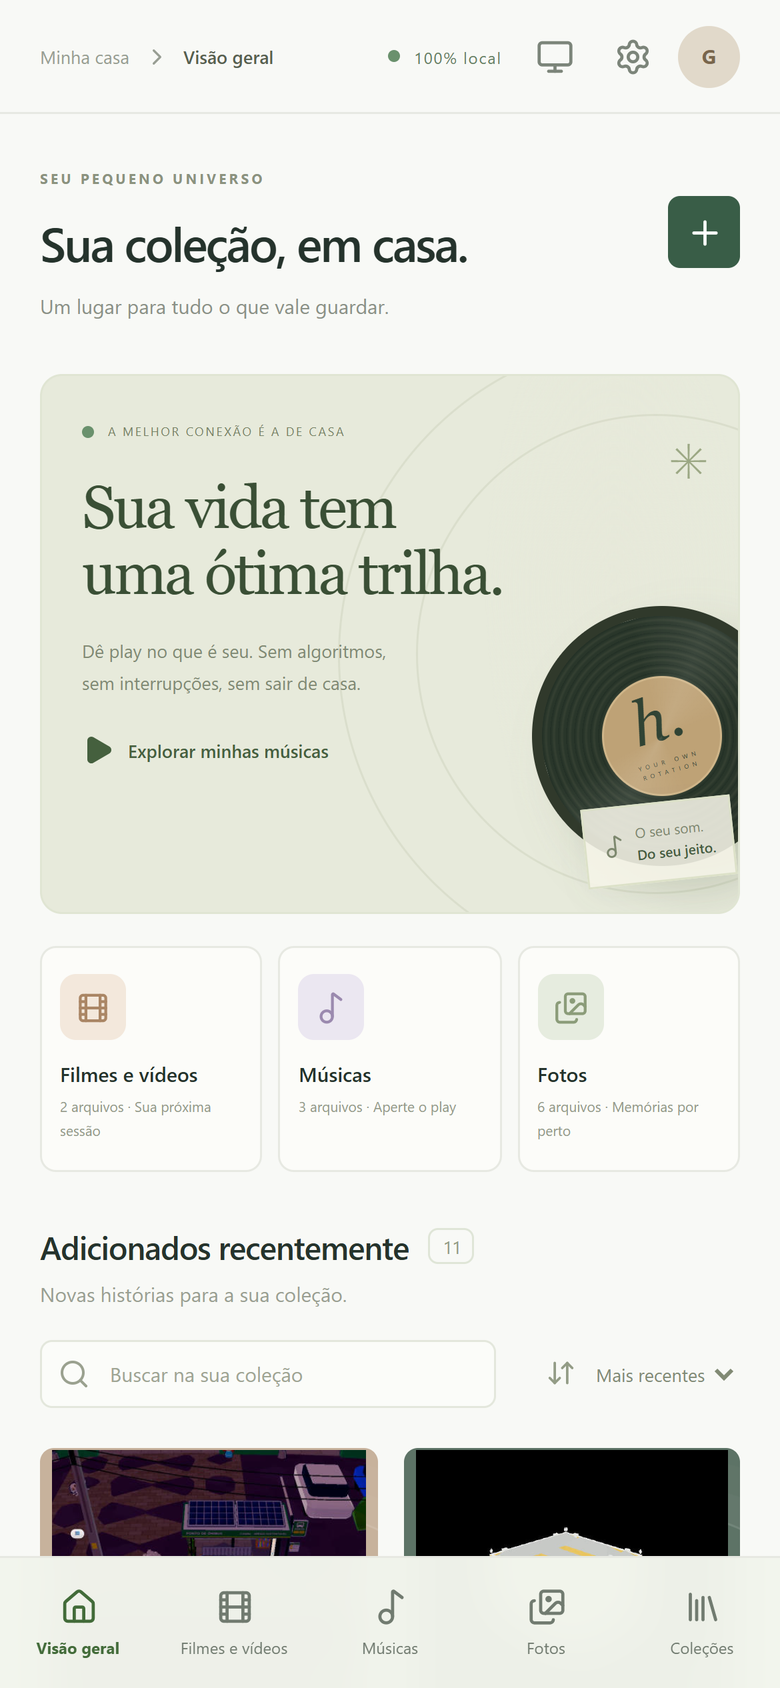 Minha casa
Visão geral
100% local
G
SEU PEQUENO UNIVERSO
Sua coleção, em casa.
Um lugar para tudo o que vale guardar.
A MELHOR CONEXÃO É A DE CASA
Sua vida tem
uma ótima trilha.
Dê play no que é seu. Sem algoritmos,
sem interrupções, sem sair de casa.
Explorar minhas músicas
h.
YOUR OWN
ROTATION
O seu som.
Do seu jeito.
Filmes e vídeos
2 arquivos · Sua próxima
sessão
Músicas
3 arquivos · Aperte o play
Fotos
6 arquivos · Memórias por
perto
Adicionados recentemente
11
Novas histórias para a sua coleção.
Buscar na sua coleção
Mais recentes
Visão geral
Filmes e vídeos
Músicas
Fotos
Coleções